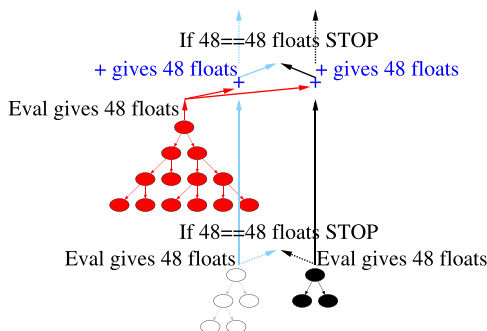 If 48==48 floats STOP
+ gives 48 floats + gives 48 floats
+ +
Eval gives 48 floats
If 48==48 floats STOP
Eval gives 48 floats Eval gives 48 floats